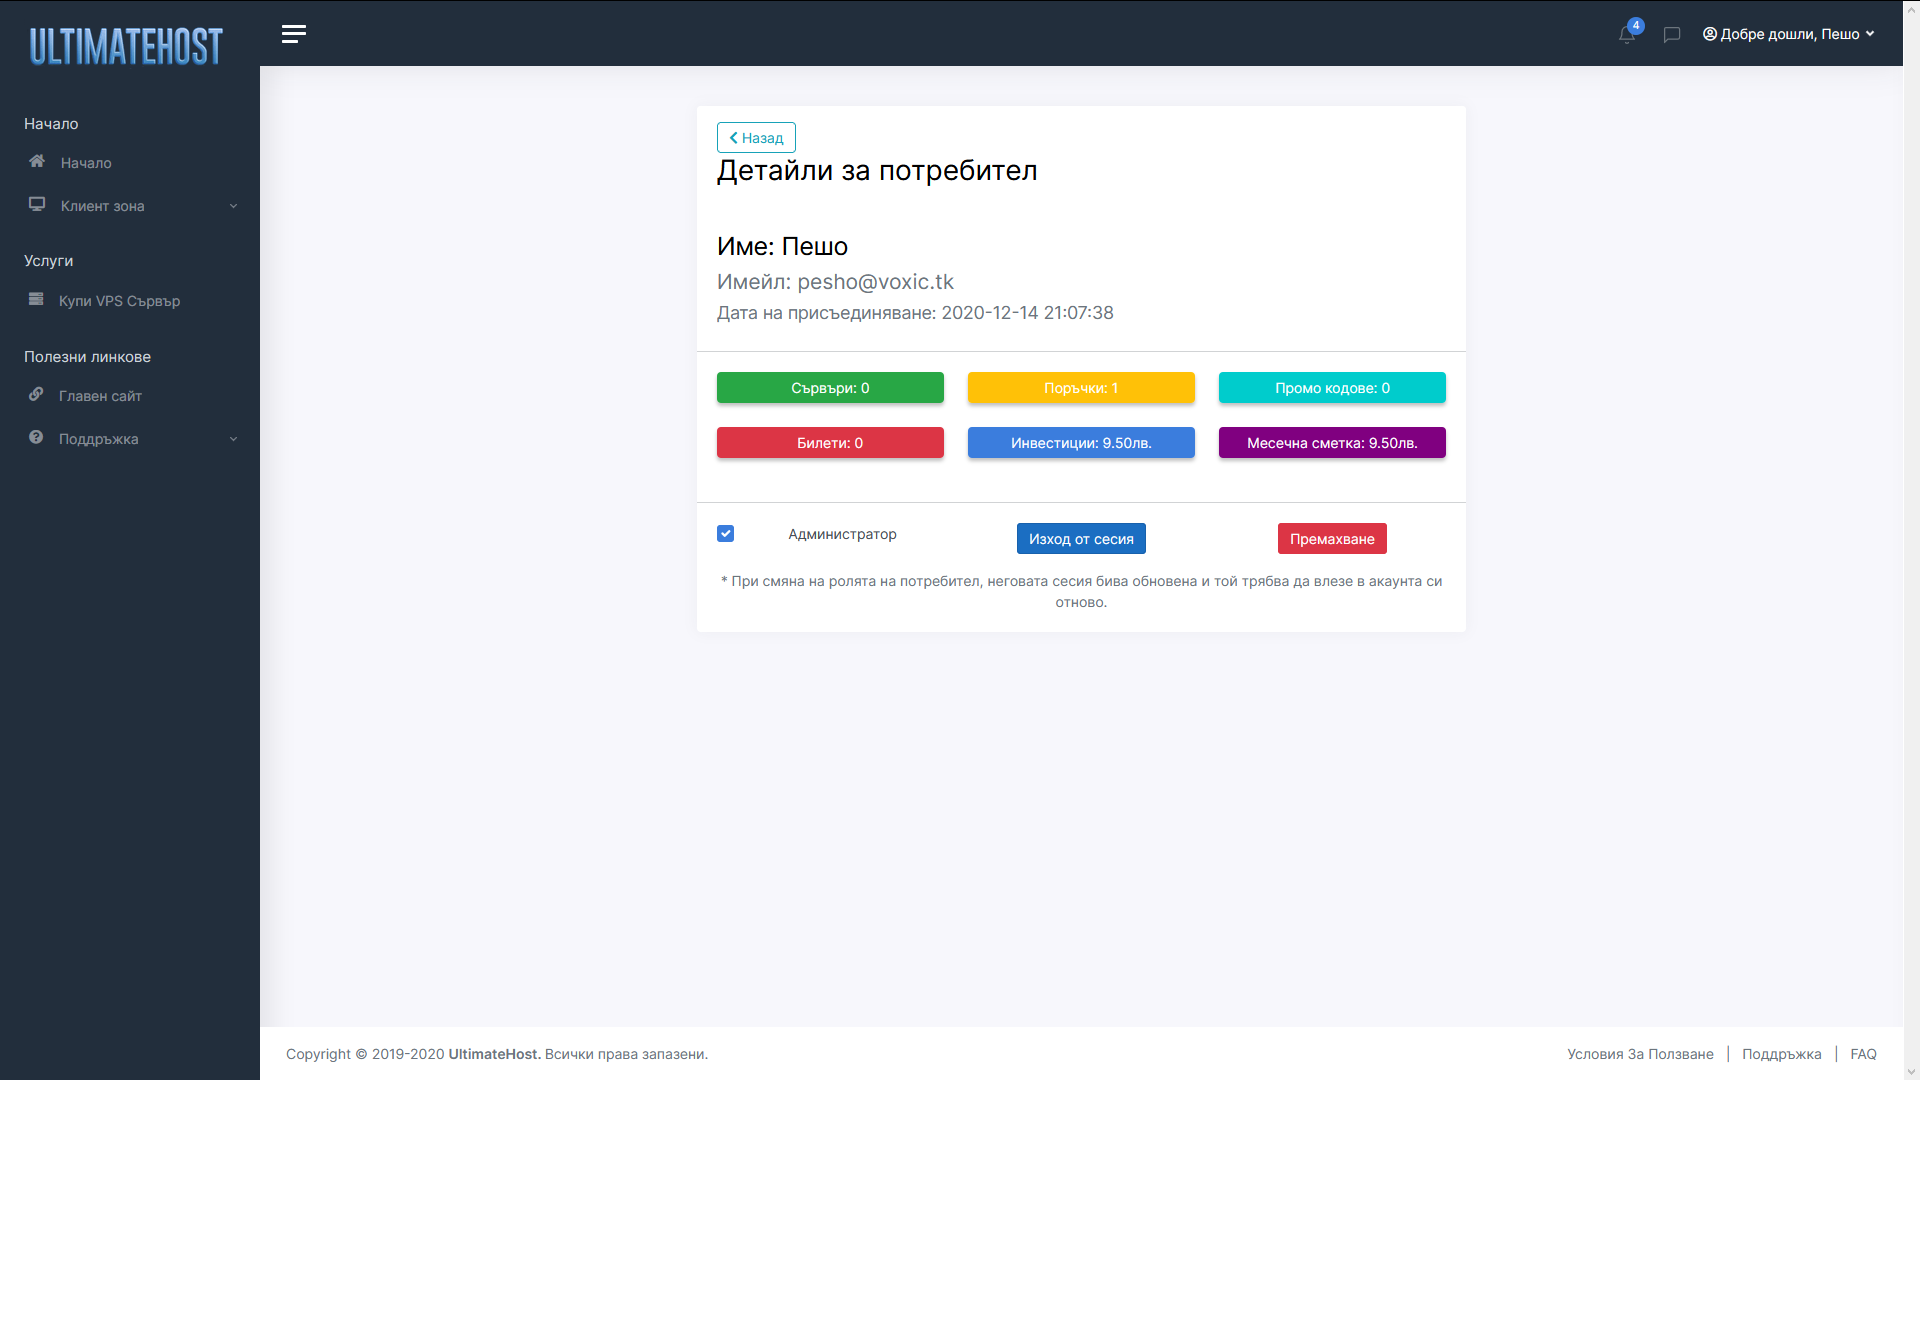 ULTIMATEHOST
4
Добре дошли, Пешо
Начало
Начало
Клиент зона
Услуги
Купи VPS Сървър
Полезни линкове
Главен сайт
Поддръжка
Назад
Детайли за потребител
Име: Пешо
Имейл: pesho@voxic.tk
Дата на присъединяване: 2020-12-14 21:07:38
Сървъри: 0
Поръчки: 1
Промо кодове: 0
Билети: 0
Инвестиции: 9.50лв.
Месечна сметка: 9.50лв.
Администратор
Изход от сесия
Премахване
* При смяна на ролята на потребител, неговата сесия бива обновена и той трябва да влезе в акаунта си
отново.
Copyright © 2019-2020 UltimateHost. Всички права запазени.
Условия За Ползване | Поддръжка | FAQ